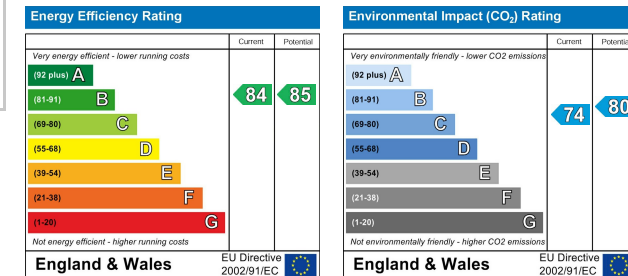 Energy Efficiency Rating
Current Potential
Very energy efficient - lower running costs
(92 plus) A
(81-91) B
84 85
(69-80) C
(55-68) D
(39-54) E
(21-38) F
(1-20) G
Not energy efficient - higher running costs
England & Wales
EU Directive
2002/91/EC
Environmental Impact (CO₂) Rating
Current Potential
Very environmentally friendly - lower CO2 emissions
(92 plus) A
(81-91) B
80
(69-80) C
74
(55-68) D
(39-54) E
(21-38) F
(1-20) G
Not environmentally friendly - higher CO2 emissions
England & Wales
EU Directive
2002/91/EC